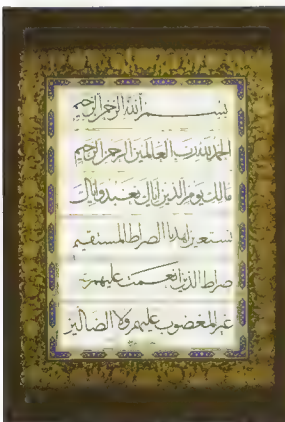 بسم الله الرحمن الرحيم
الحمد لله رب العالمين الرحمن الرحيم
مالك يوم الدين إياك نعبد وإياك
نستعين اهدنا الصراط المستقيم
صراط الذين أنعمت عليهم
غير المغضوب عليهم ولا الضالين